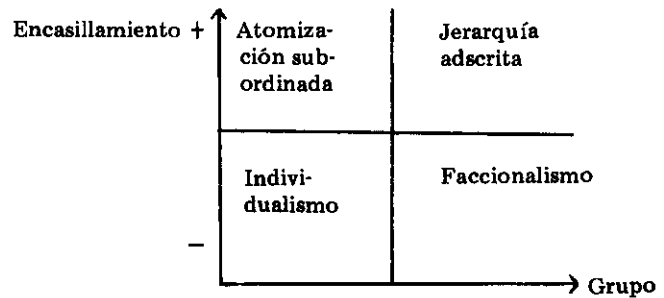 Encasillamiento +
Atomiza-
ción sub-
ordinada
Jerarquía
adscrita
Indivi-
dualismo
Faccionalismo
−
Grupo